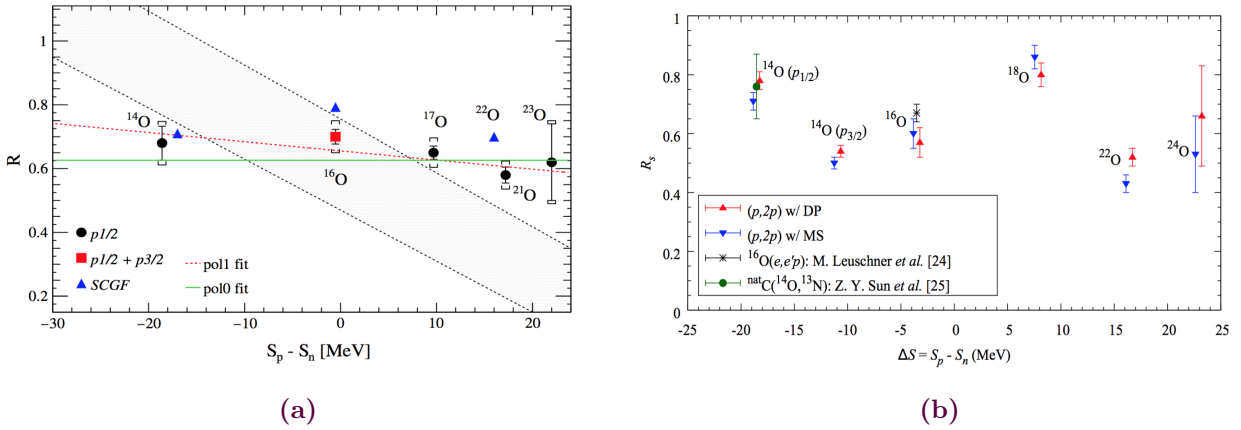 1
0.8
0.6
0.4
0.2
R
¹⁴O
¹⁶O
¹⁷O
²²O
²³O
²¹O
p1/2
p1/2 + p3/2
SCGF
pol1 fit
pol0 fit
−30 −20 −10 0 10 20
Sₚ - Sₙ [MeV]
(a)
1
0.8
0.6
0.4
0.2
0
Rₛ
¹⁴O (p₁/₂)
¹⁸O
¹⁶O
¹⁴O (p₃/₂)
²²O
²⁴O
(p,2p) w/ DP
(p,2p) w/ MS
¹⁶O(e,e'p): M. Leuschner et al. [24]
ⁿᵃᵗC(¹⁴O,¹³N): Z. Y. Sun et al. [25]
-25 -20 -15 -10 -5 0 5 10 15 20 25
ΔS = Sₚ - Sₙ (MeV)
(b)